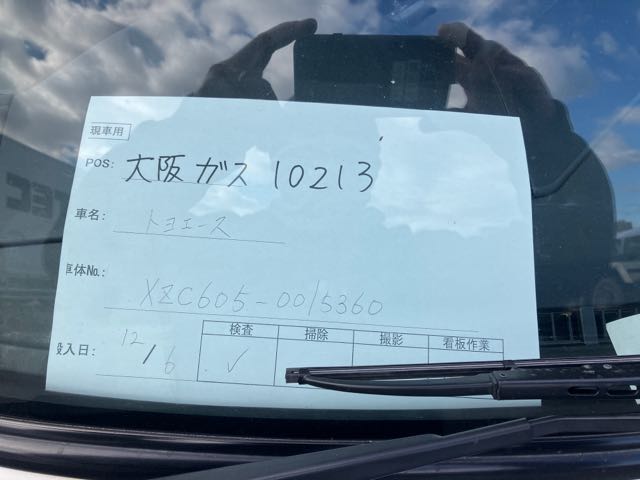 現車用
POS: 大阪ガス 10213
車名: トヨエース
車体No.: XZC605-0015360
搬入日: 12/6
検査 掃除 撮影 看板作業
✓